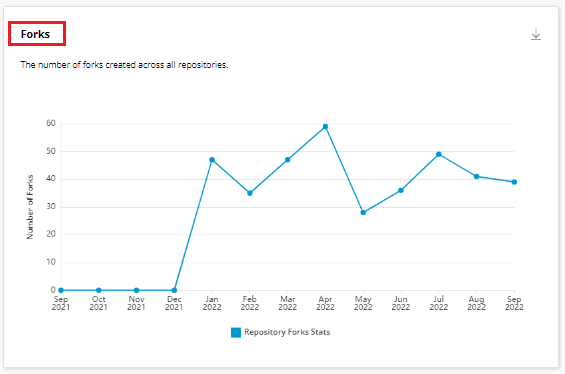 Forks
The number of forks created across all repositories.
60
50
40
30
20
10
0
Number of Forks
Sep 2021
Oct 2021
Nov 2021
Dec 2021
Jan 2022
Feb 2022
Mar 2022
Apr 2022
May 2022
Jun 2022
Jul 2022
Aug 2022
Sep 2022
Repository Forks Stats